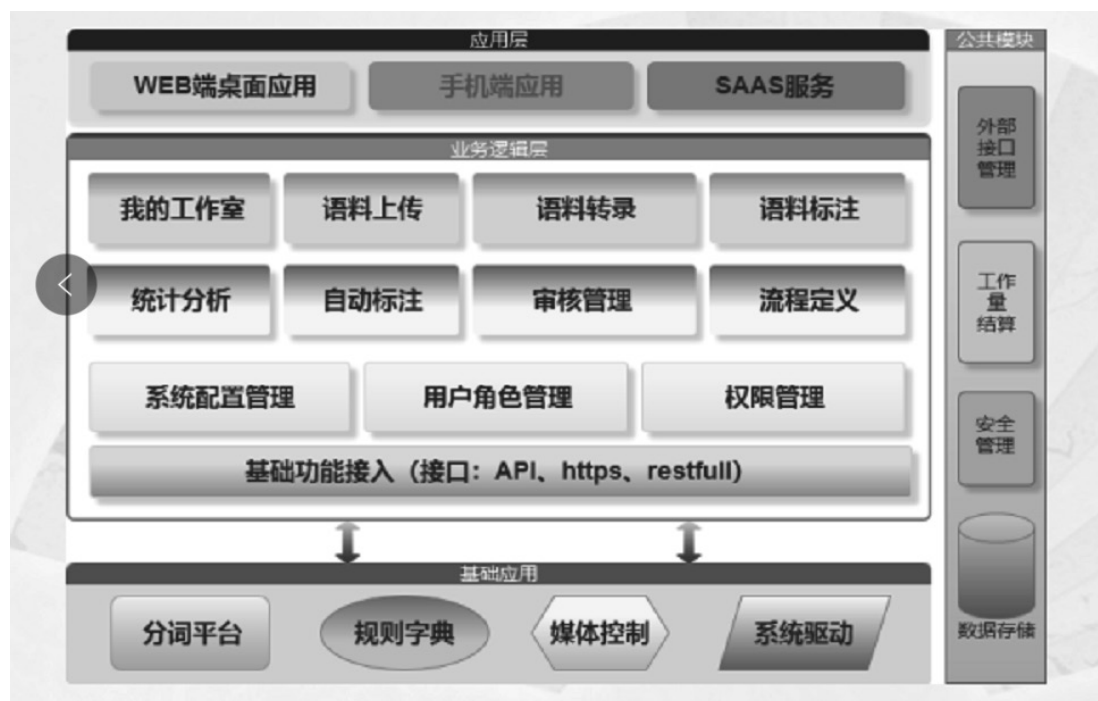 应用层
WEB端桌面应用
手机端应用
SAAS服务
业务逻辑层
我的工作室
语料上传
语料转录
语料标注
统计分析
自动标注
审核管理
流程定义
系统配置管理
用户角色管理
权限管理
基础功能接入（接口：API、https、restfull）
基础应用
分词平台
规则字典
媒体控制
系统驱动
公共模块
外部
接口
管理
工作
量
结算
安全
管理
数据存储